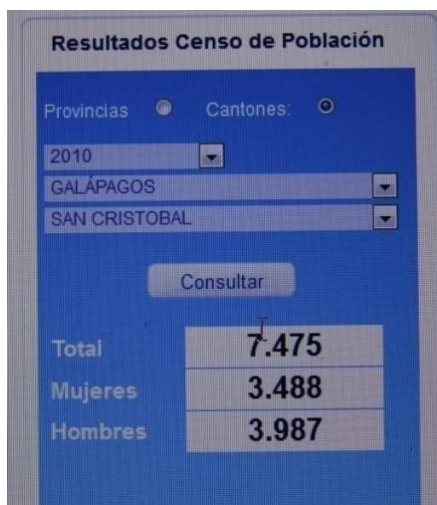 Resultados Censo de Población
Provincias Cantones:
2010
GALÁPAGOS
SAN CRISTOBAL
Consultar
Total 7.475
Mujeres 3.488
Hombres 3.987